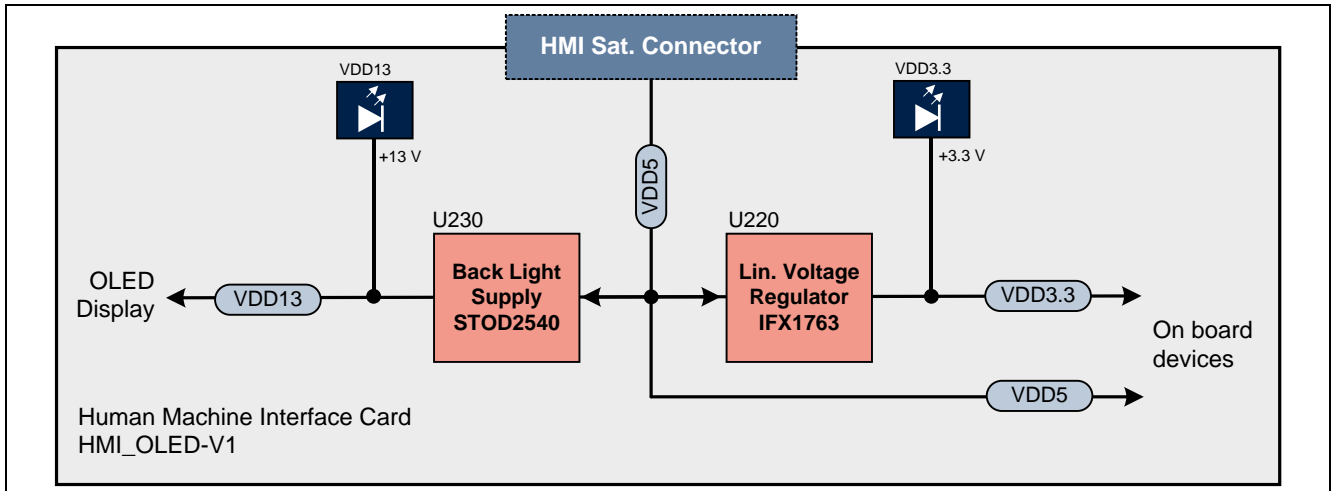 HMI Sat. Connector
VDD13
VDD3.3
+13 V
+3.3 V
VDD5
U230
U220
Back Light
Supply
STOD2540
Lin. Voltage
Regulator
IFX1763
OLED
Display
VDD13
VDD3.3
On board
devices
VDD5
Human Machine Interface Card
HMI_OLED-V1